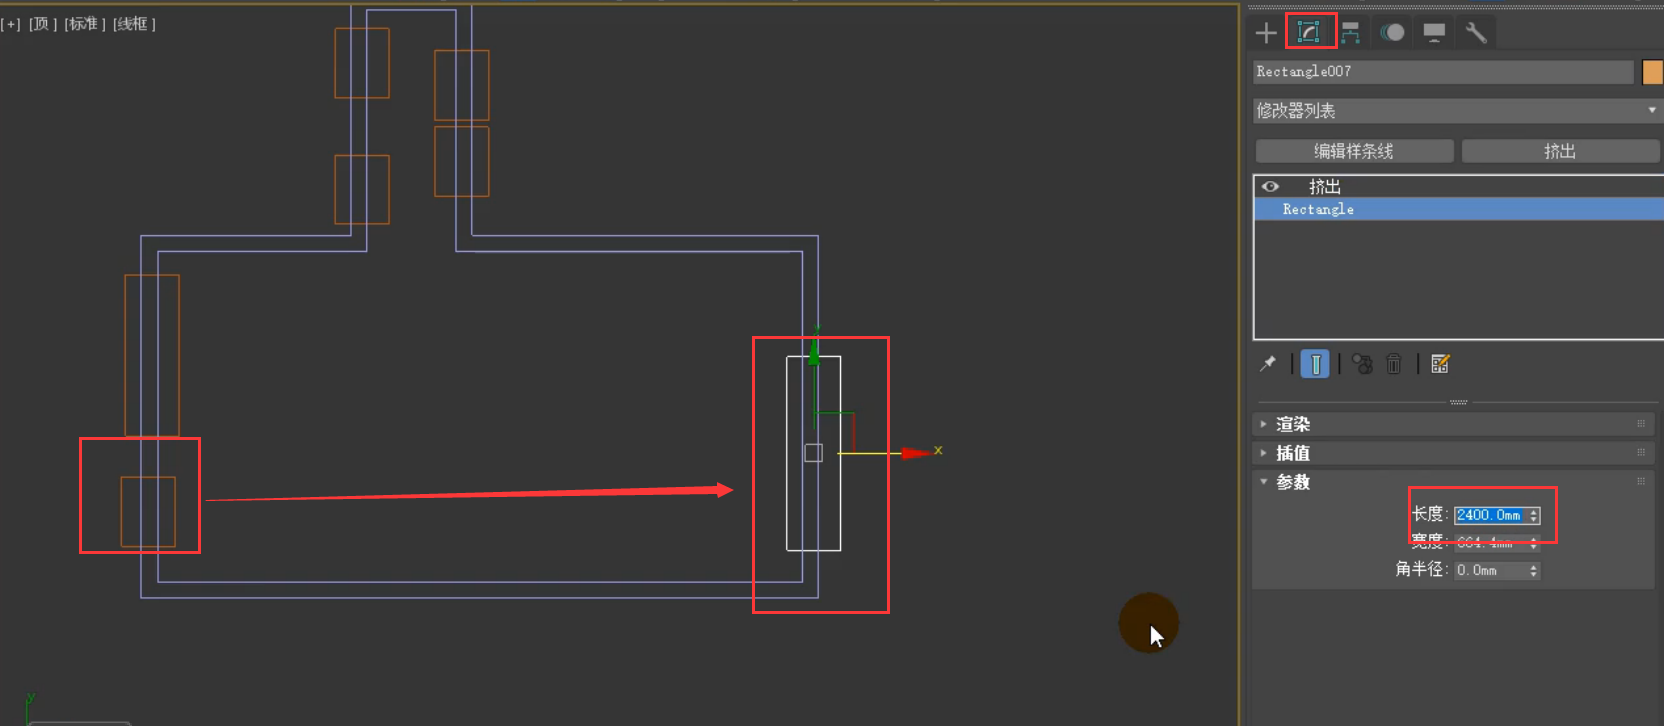 [+] [顶] [标准] [线框]
Rectangle007
修改器列表
编辑样条线 挤出
挤出
Rectangle
渲染
插值
参数
长度: 2400.0mm
宽度: 664.4mm
角半径: 0.0mm
y
x
y